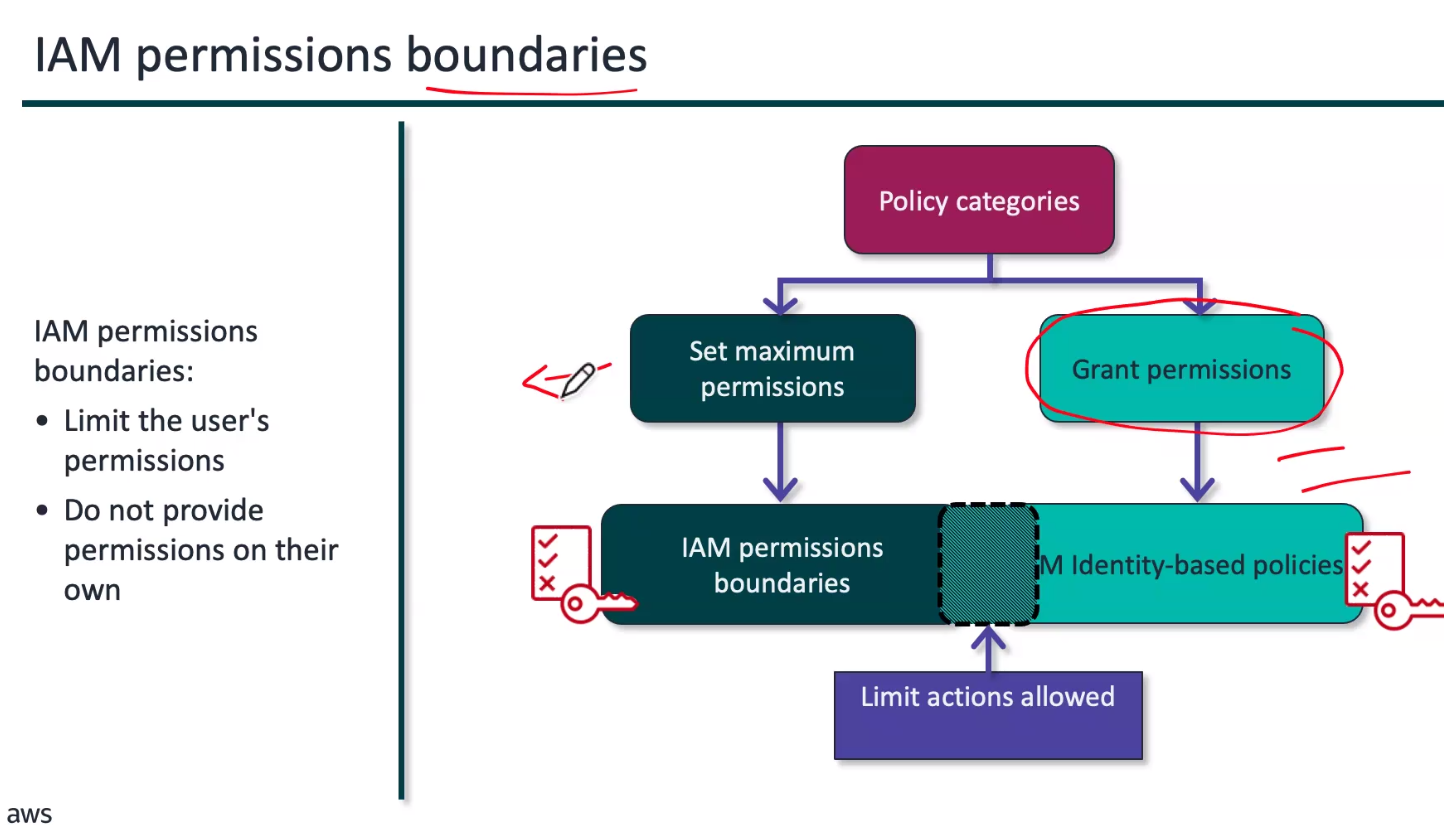 IAM permissions boundaries
Policy categories
IAM permissions
boundaries:
• Limit the user's
permissions
• Do not provide
permissions on their
own
Set maximum
permissions
Grant permissions
IAM permissions
boundaries
M Identity-based policies
Limit actions allowed
aws